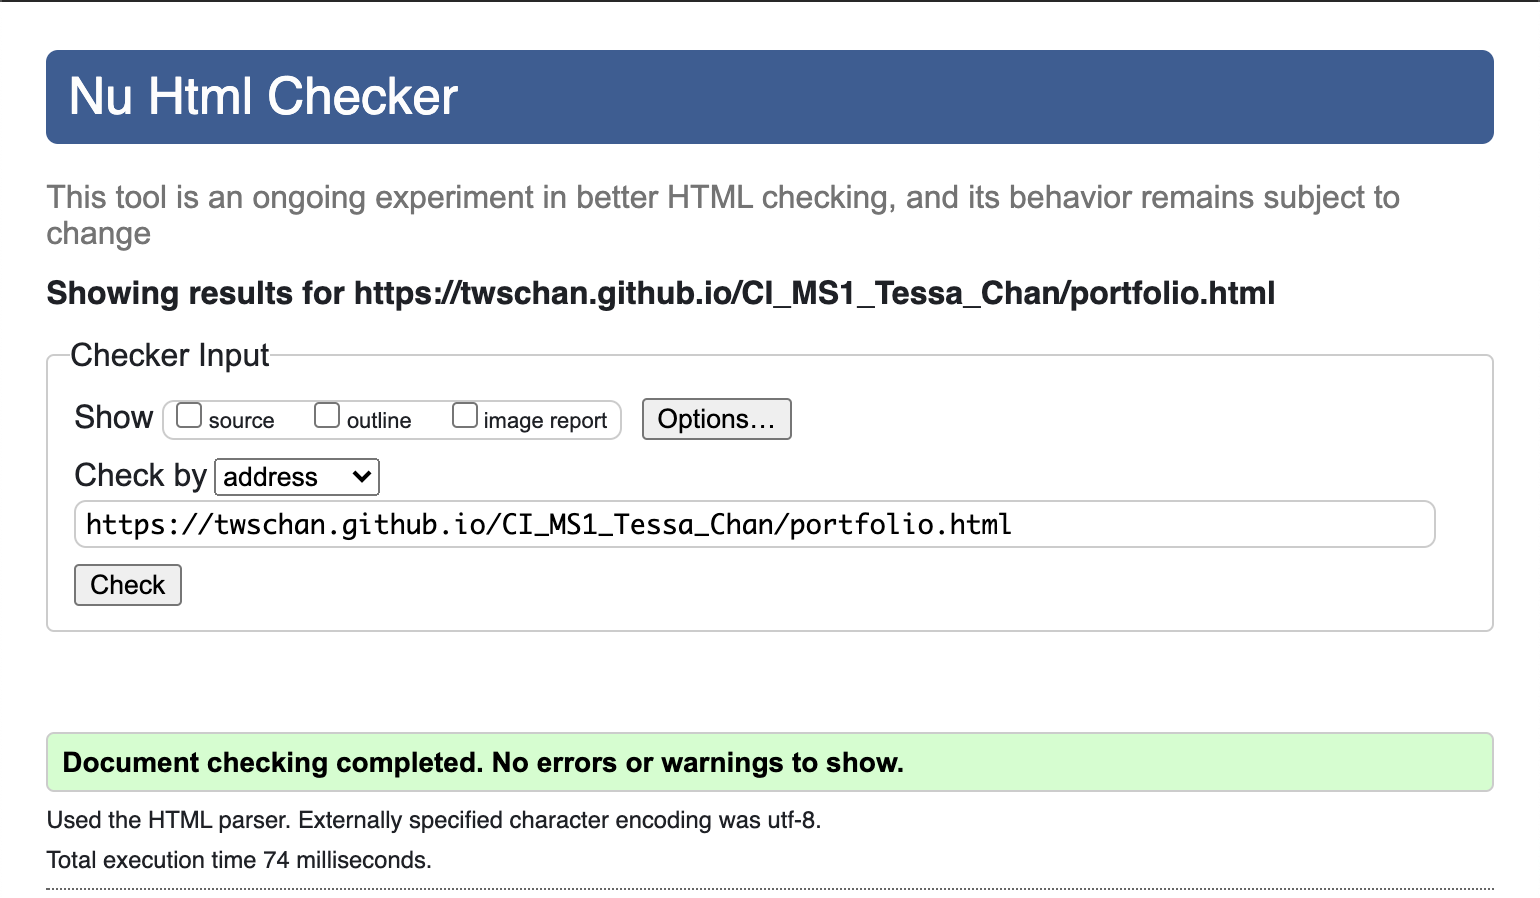 Nu Html Checker
This tool is an ongoing experiment in better HTML checking, and its behavior remains subject to
change
Showing results for https://twschan.github.io/CI_MS1_Tessa_Chan/portfolio.html
Checker Input
Show source outline image report Options...
Check by address
https://twschan.github.io/CI_MS1_Tessa_Chan/portfolio.html
Check
Document checking completed. No errors or warnings to show.
Used the HTML parser. Externally specified character encoding was utf-8.
Total execution time 74 milliseconds.